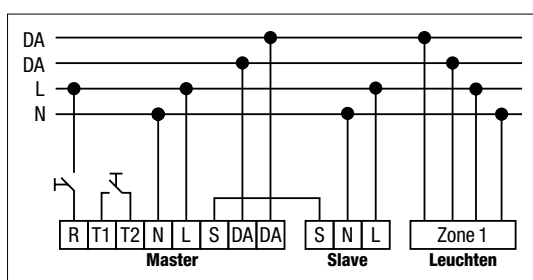 DA
DA
L
N
R T1 T2 N L S DA DA S N L Zone 1
Master Slave Leuchten